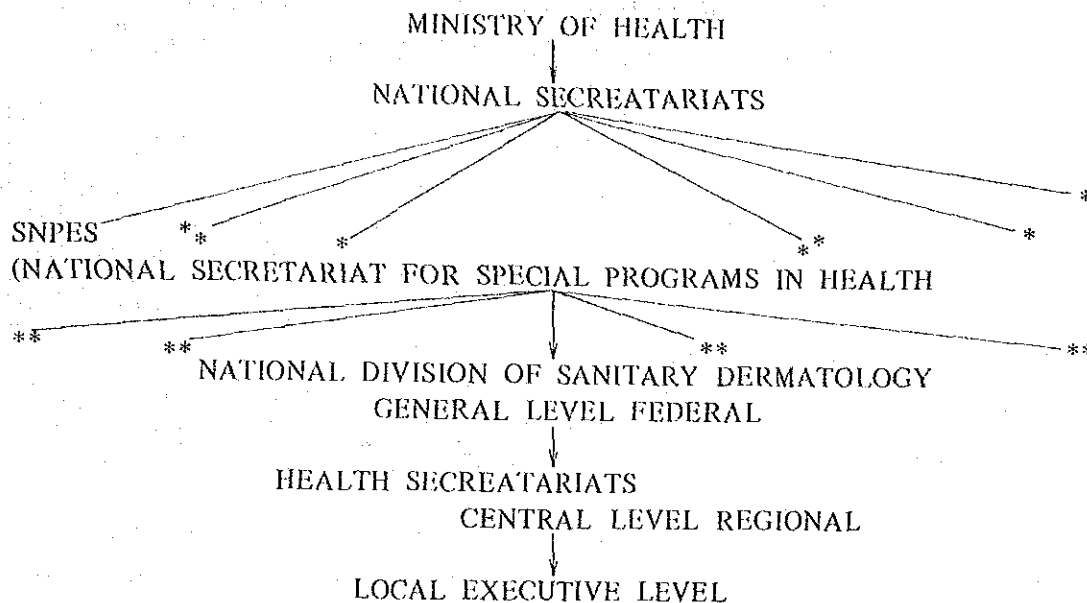 MINISTRY OF HEALTH
NATIONAL SECREATARIATS
*
SNPES * * * * * *
(NATIONAL SECRETARIAT FOR SPECIAL PROGRAMS IN HEALTH
** ** ** **
NATIONAL DIVISION OF SANITARY DERMATOLOGY
GENERAL LEVEL FEDERAL
HEALTH SECREATARIATS
CENTRAL LEVEL REGIONAL
LOCAL EXECUTIVE LEVEL